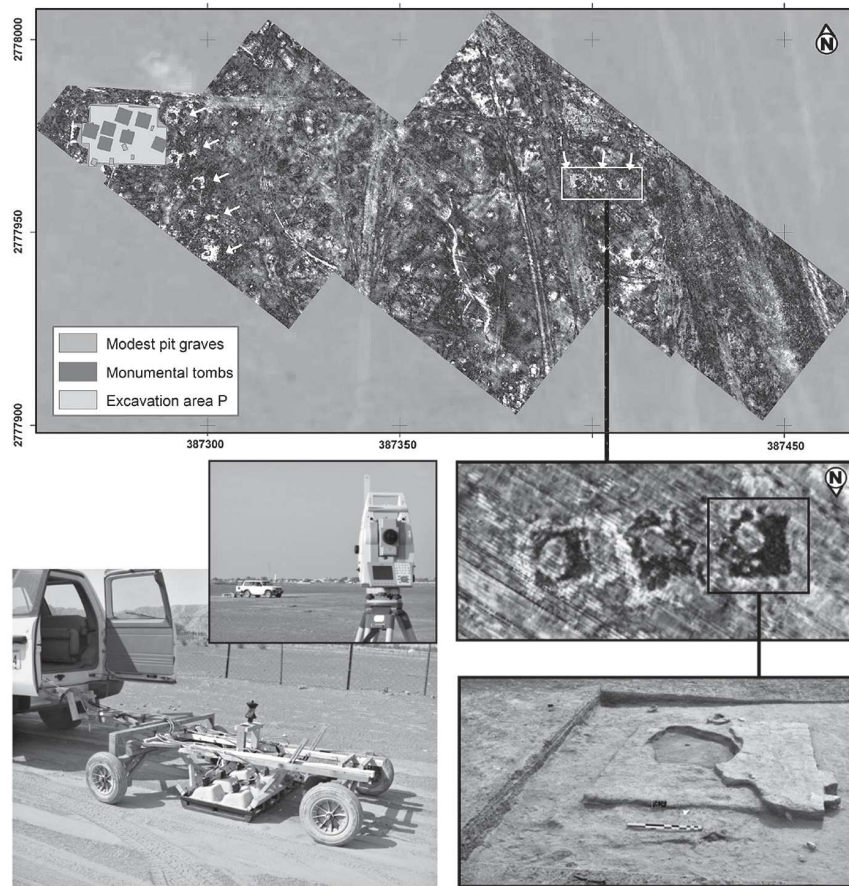 2778000
N
2777950
2777900
Modest pit graves
Monumental tombs
Excavation area P
387300
387350
387450
N